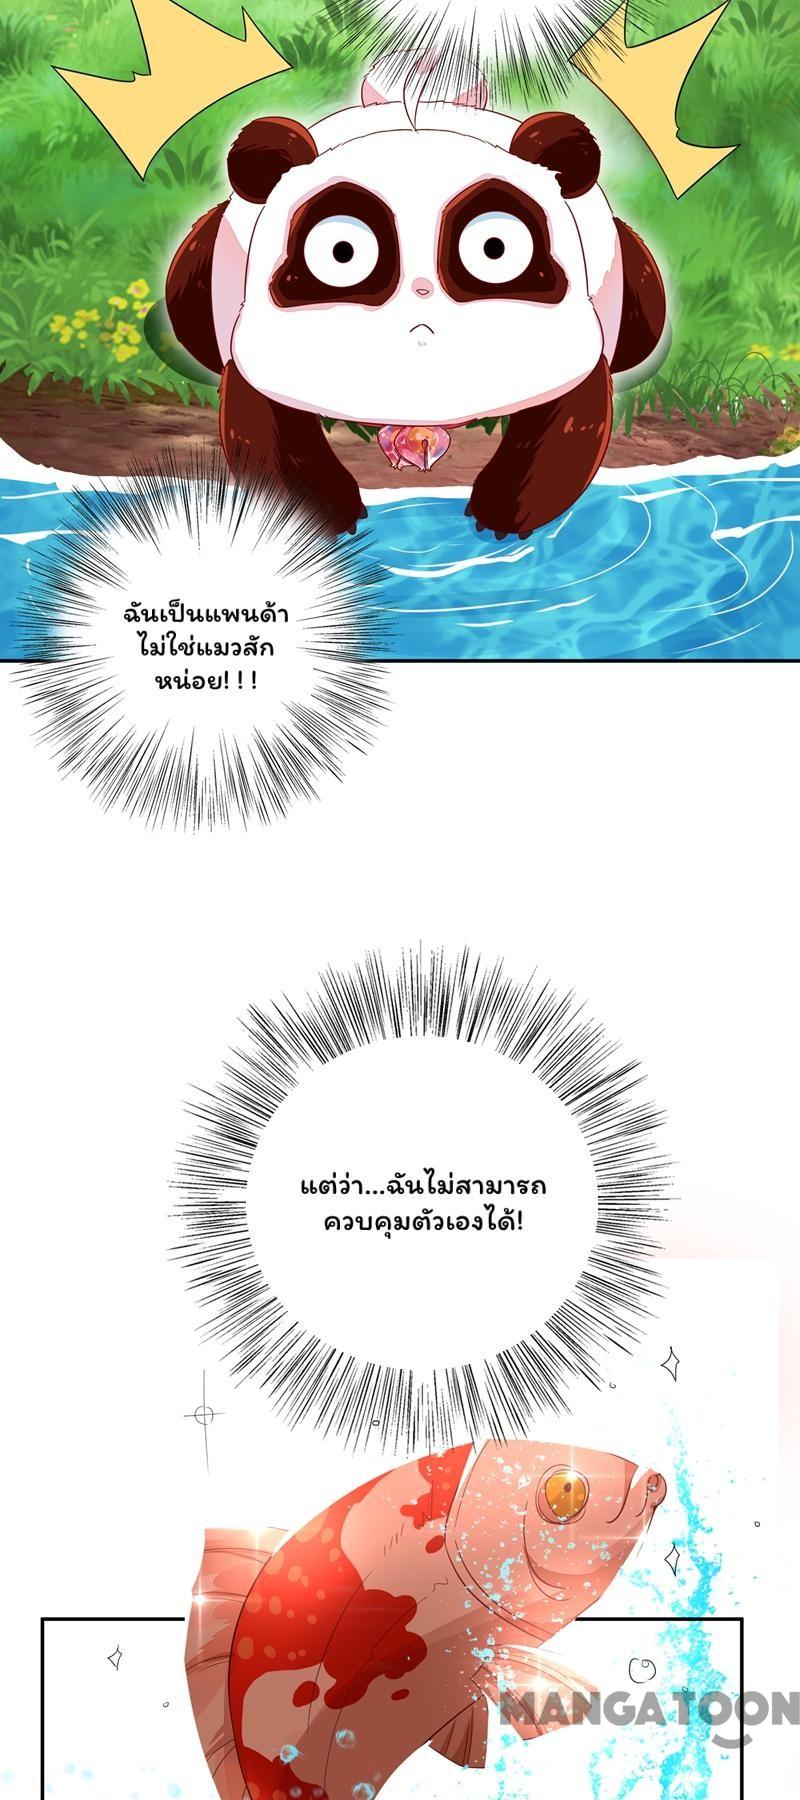 ฉันเป็นแพนด้า
ไม่ใช่แมวสัก
หน่อย!!!
แต่ว่า...ฉันไม่สามารถ
ควบคุมตัวเองได้!
MANGATOON